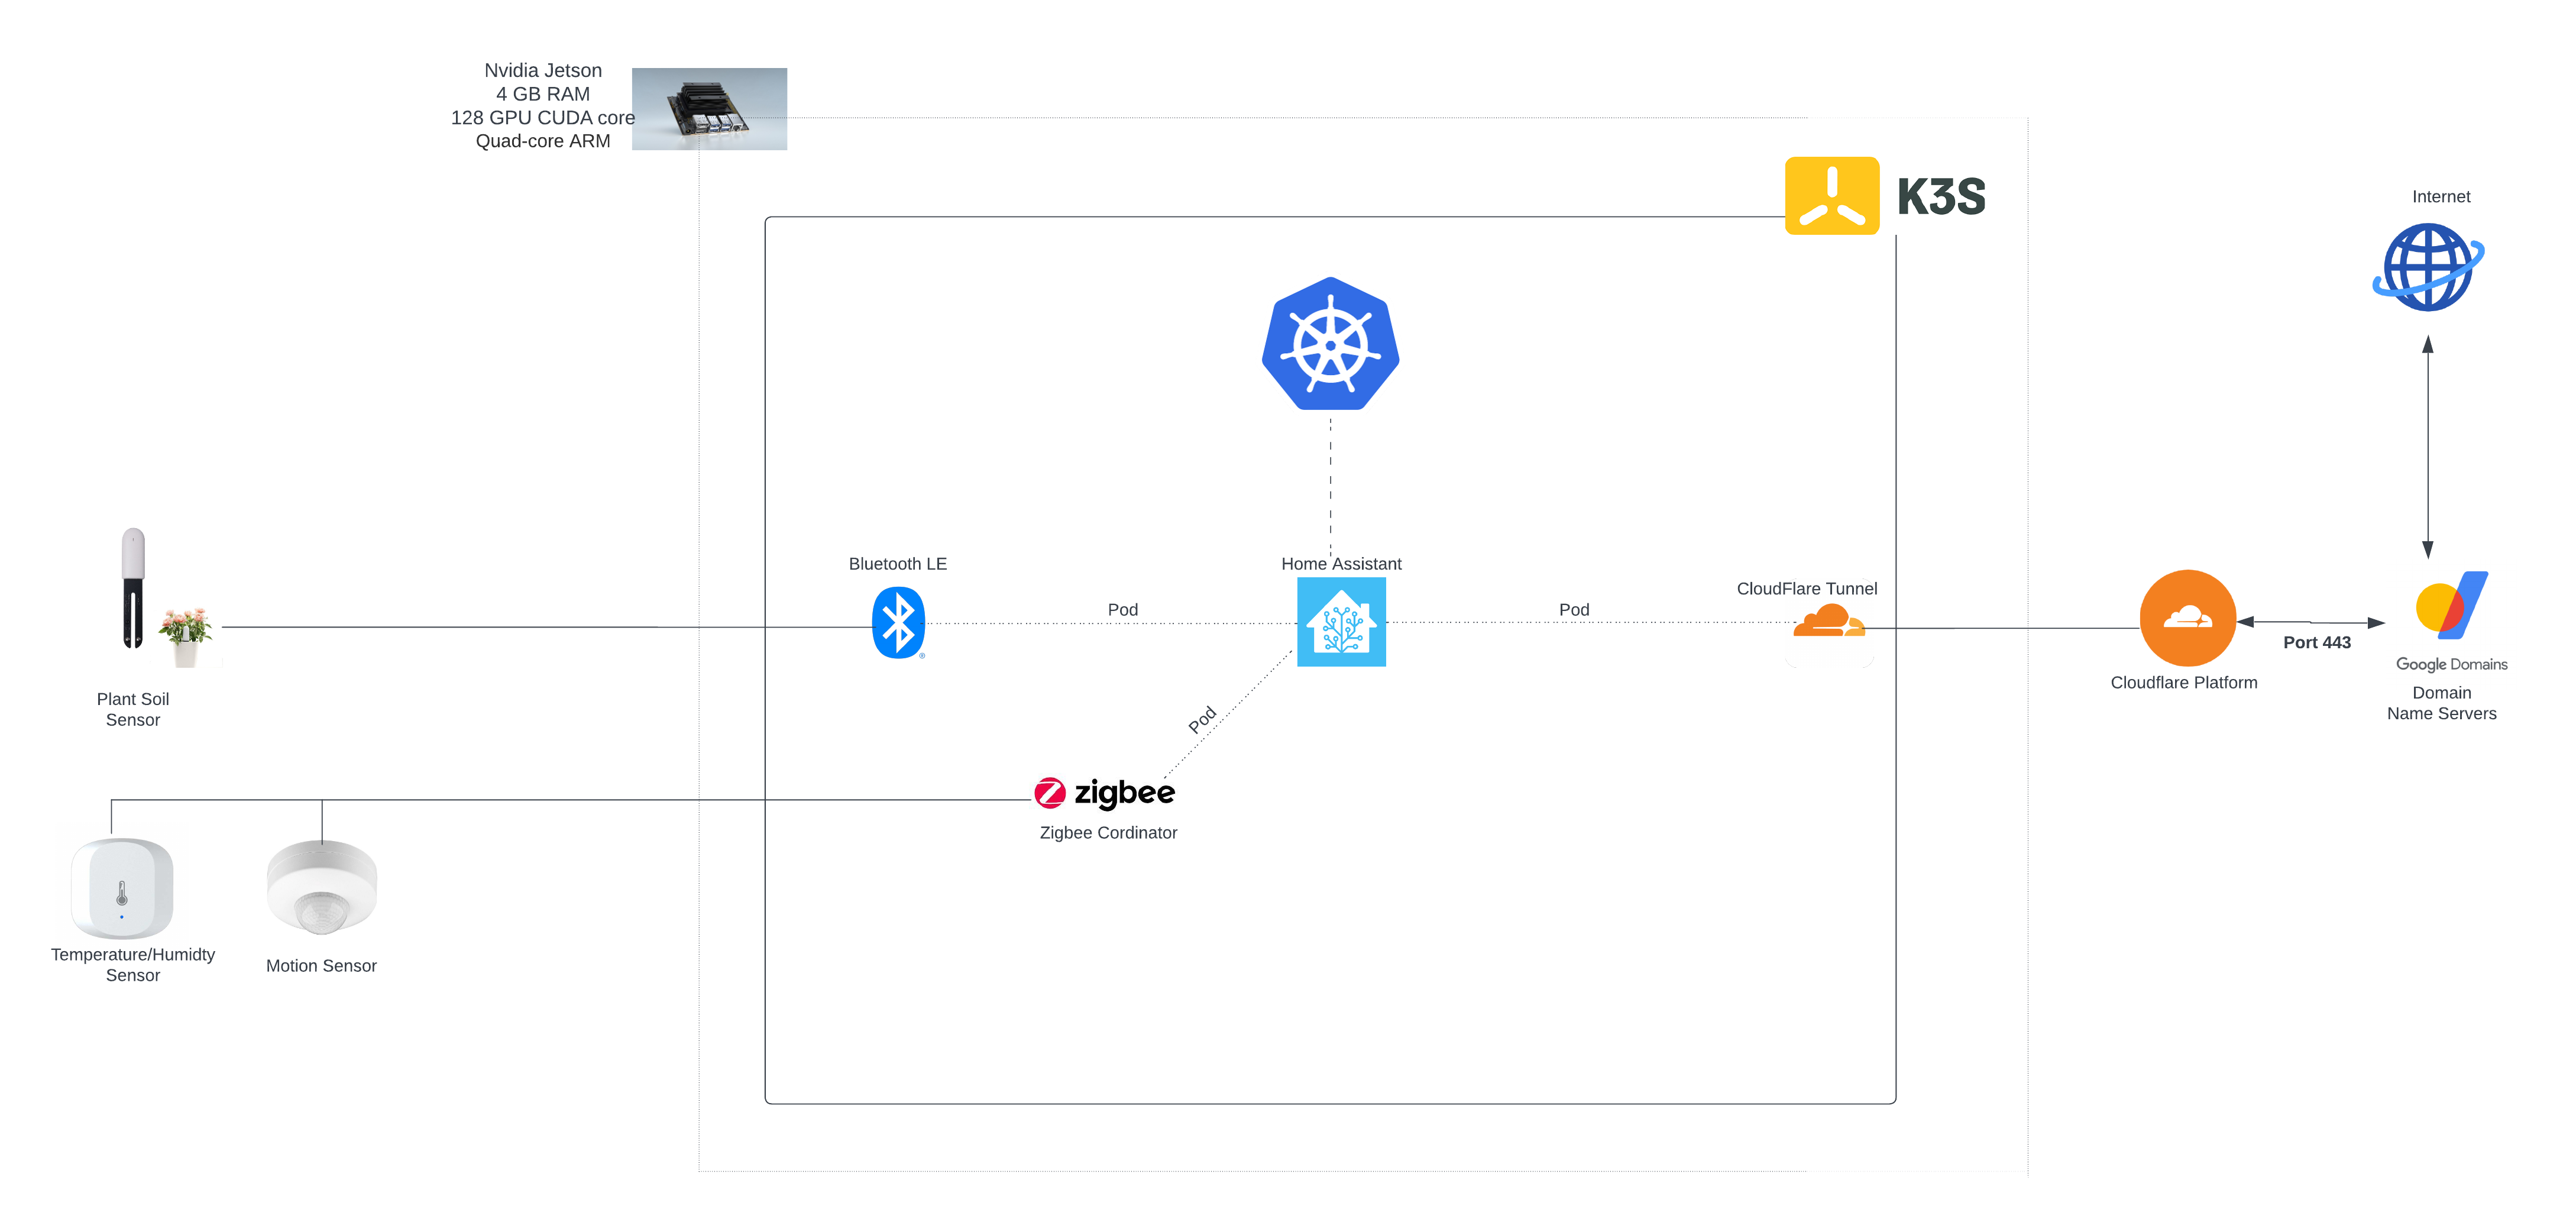 Nvidia Jetson
4 GB RAM
128 GPU CUDA core
Quad-core ARM
K3S
Internet
Bluetooth LE
Home Assistant
CloudFlare Tunnel
Pod
Pod
Port 443
Google Domains
Cloudflare Platform
Domain
Name Servers
Plant Soil
Sensor
Pod
zigbee
Zigbee Cordinator
Temperature/Humidty
Sensor
Motion Sensor